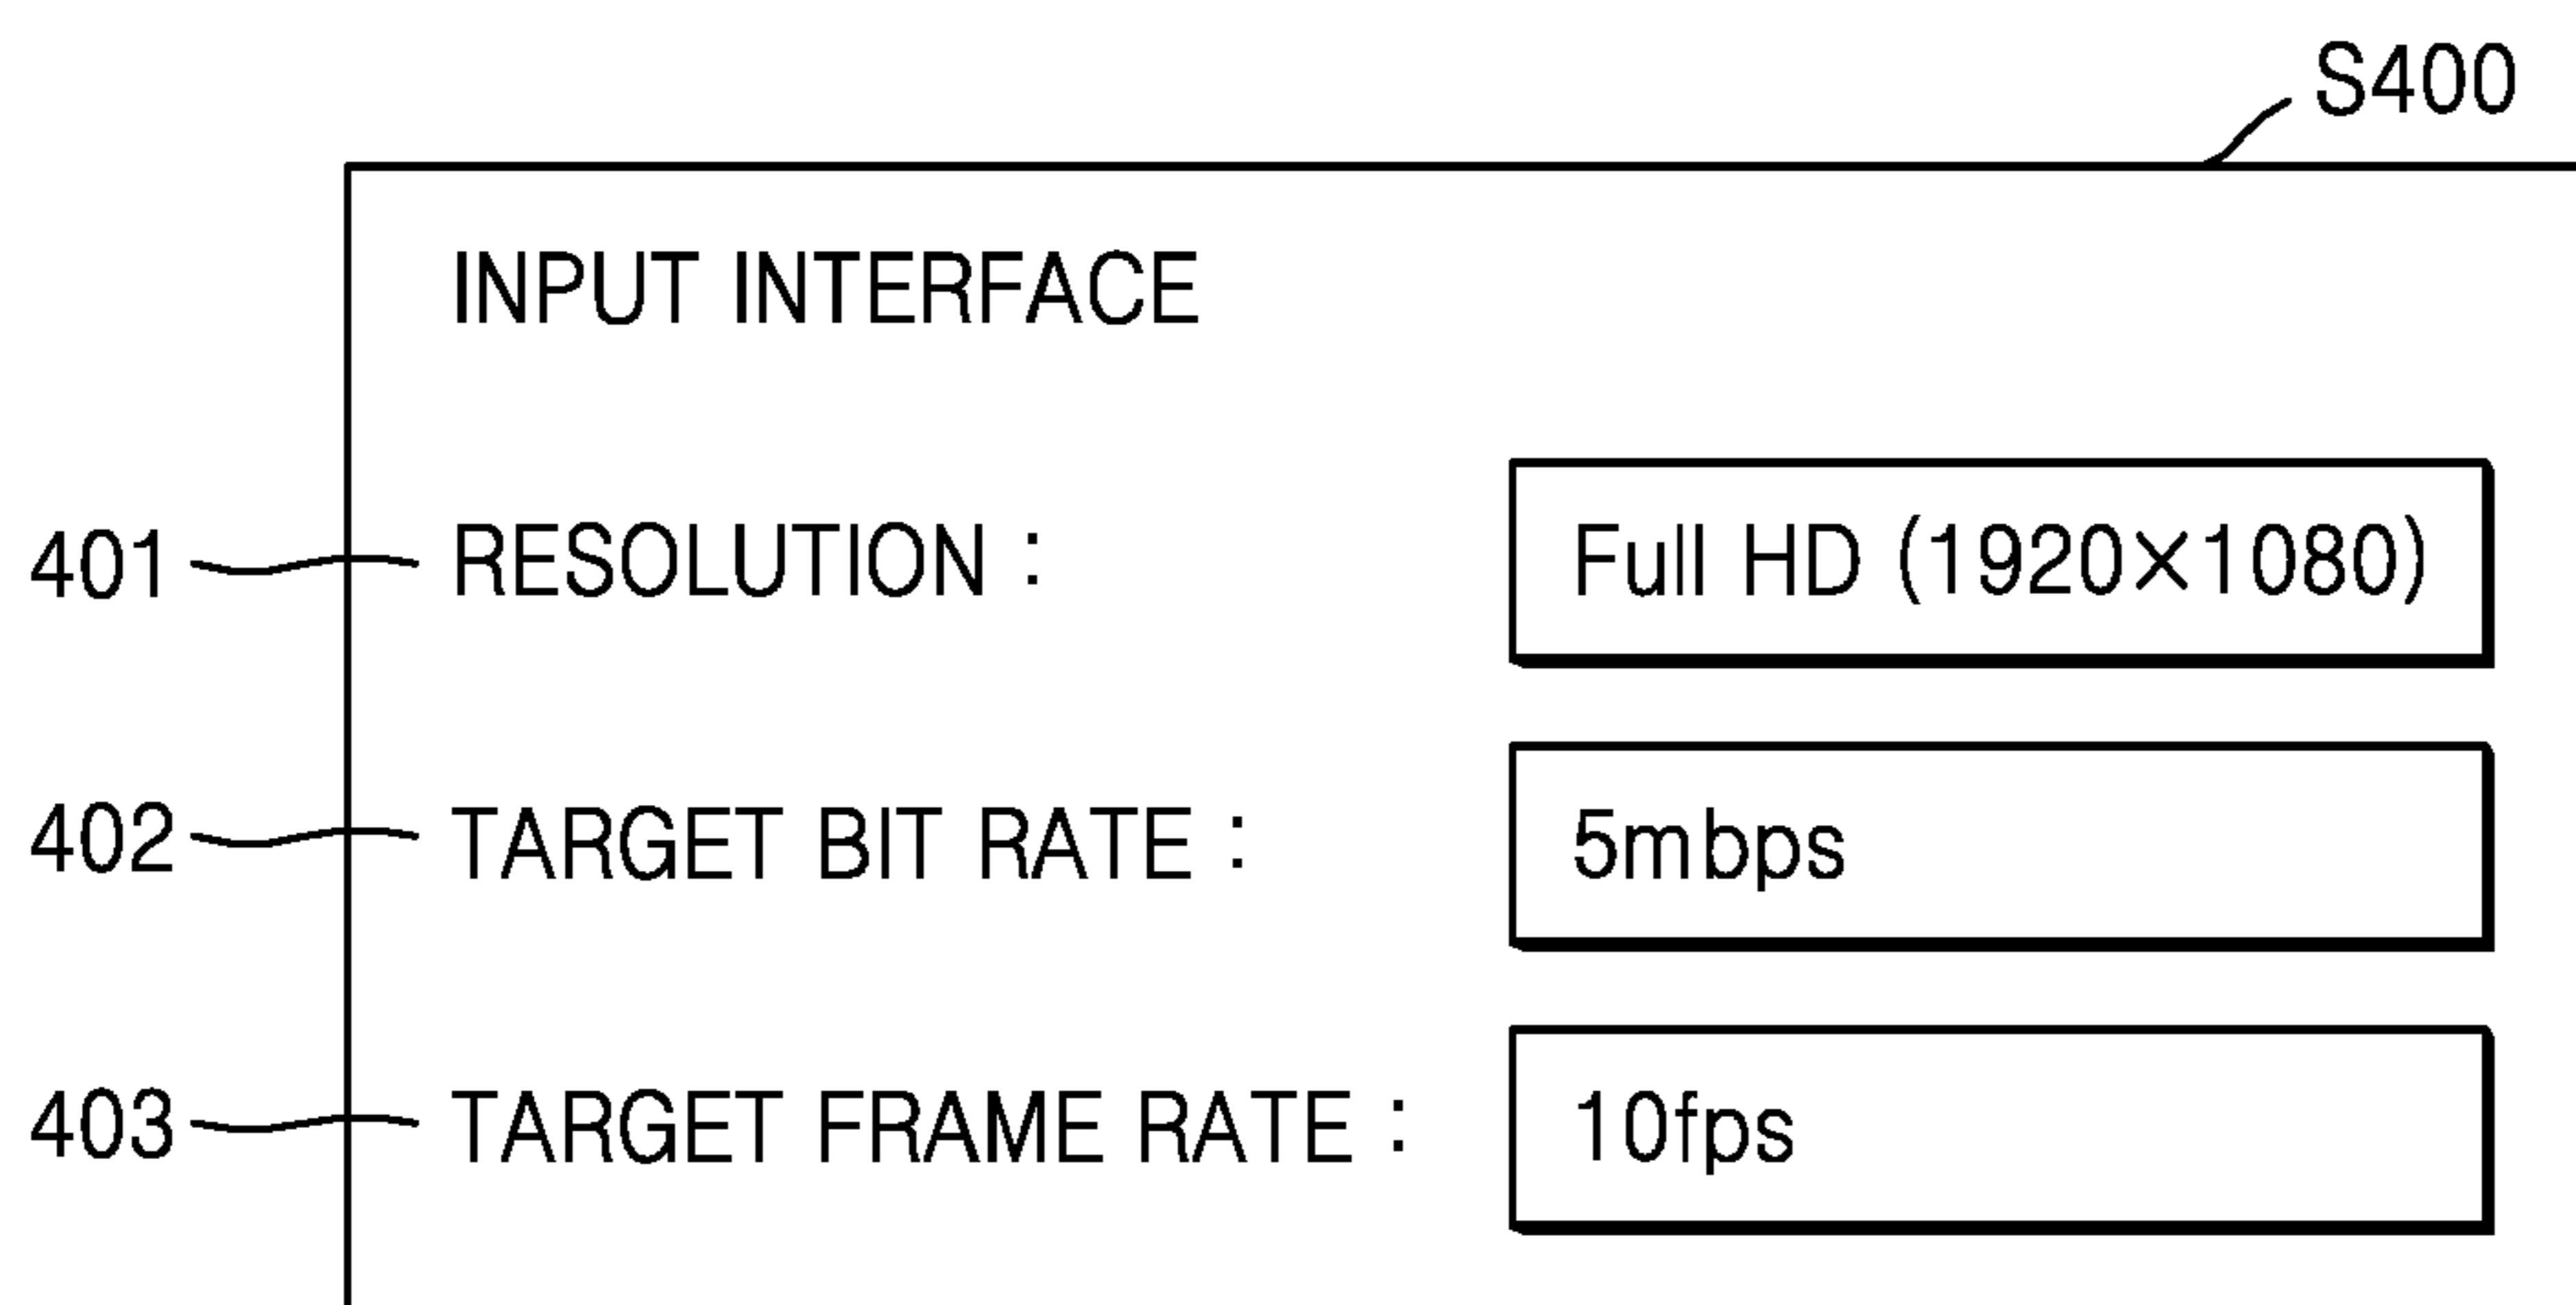 S400
INPUT INTERFACE
401 RESOLUTION : Full HD (1920×1080)
402 TARGET BIT RATE : 5mbps
403 TARGET FRAME RATE : 10fps